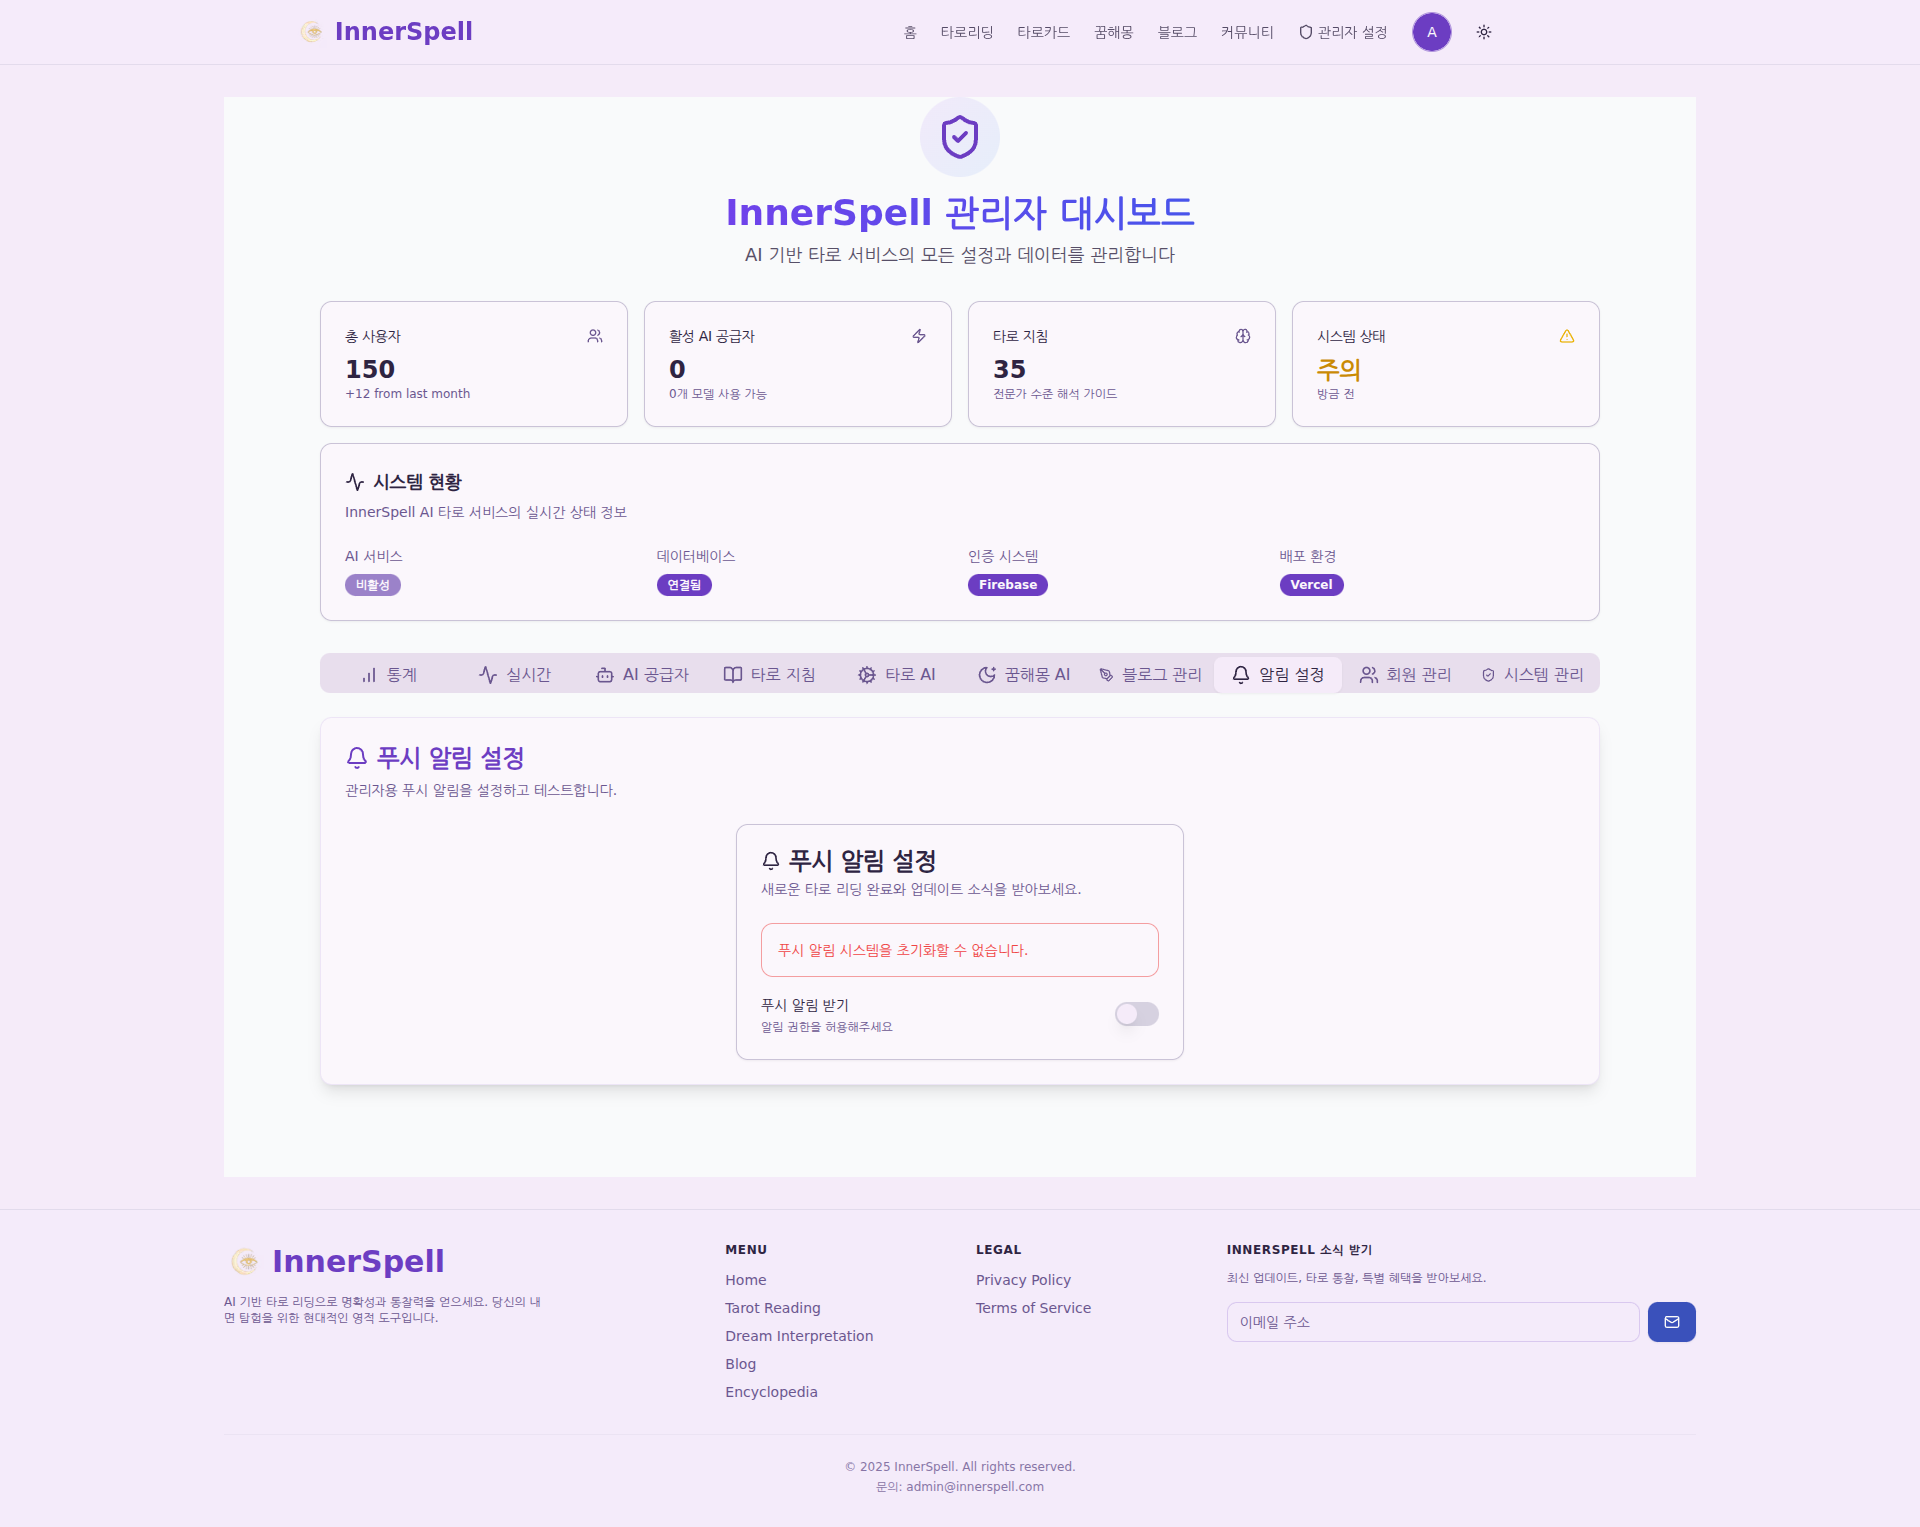 InnerSpell
홈
타로리딩
타로카드
꿈해몽
블로그
커뮤니티
관리자 설정
A
InnerSpell 관리자 대시보드
AI 기반 타로 서비스의 모든 설정과 데이터를 관리합니다
총 사용자
150
+12 from last month
활성 AI 공급자
0
0개 모델 사용 가능
타로 지침
35
전문가 수준 해석 가이드
시스템 상태
주의
방금 전
시스템 현황
InnerSpell AI 타로 서비스의 실시간 상태 정보
AI 서비스
비활성
데이터베이스
연결됨
인증 시스템
Firebase
배포 환경
Vercel
통계
실시간
AI 공급자
타로 지침
타로 AI
꿈해몽 AI
블로그 관리
알림 설정
회원 관리
시스템 관리
푸시 알림 설정
관리자용 푸시 알림을 설정하고 테스트합니다.
푸시 알림 설정
새로운 타로 리딩 완료와 업데이트 소식을 받아보세요.
푸시 알림 시스템을 초기화할 수 없습니다.
푸시 알림 받기
알림 권한을 허용해주세요
InnerSpell
AI 기반 타로 리딩으로 명확성과 통찰력을 얻으세요. 당신의 내
면 탐험을 위한 현대적인 영적 도구입니다.
MENU
Home
Tarot Reading
Dream Interpretation
Blog
Encyclopedia
LEGAL
Privacy Policy
Terms of Service
INNERSPELL 소식 받기
최신 업데이트, 타로 통찰, 특별 혜택을 받아보세요.
이메일 주소
© 2025 InnerSpell. All rights reserved.
문의: admin@innerspell.com